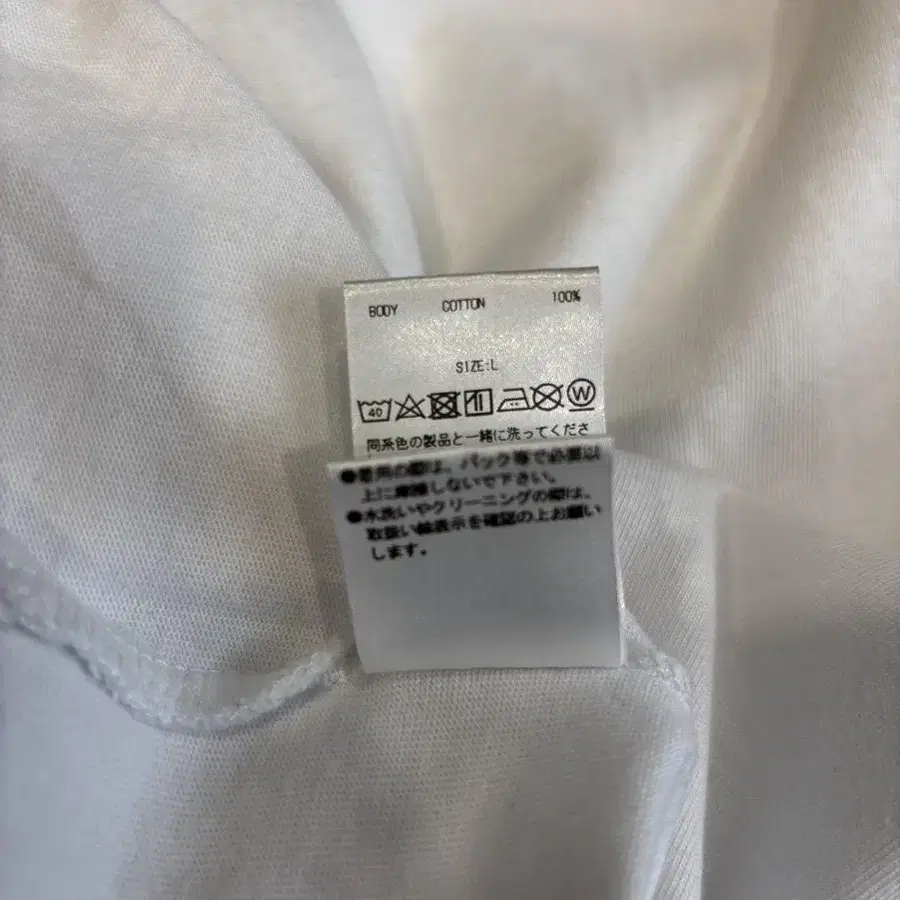 BODY COTTON 100%
SIZE:L
40 W
同系色の製品と一緒に洗ってくださ
●着用の際は、バック等で必要以
上に摩擦しないで下さい。
●水洗いやクリーニングの際は、
取扱い絵表示を確認の上お願い
します。